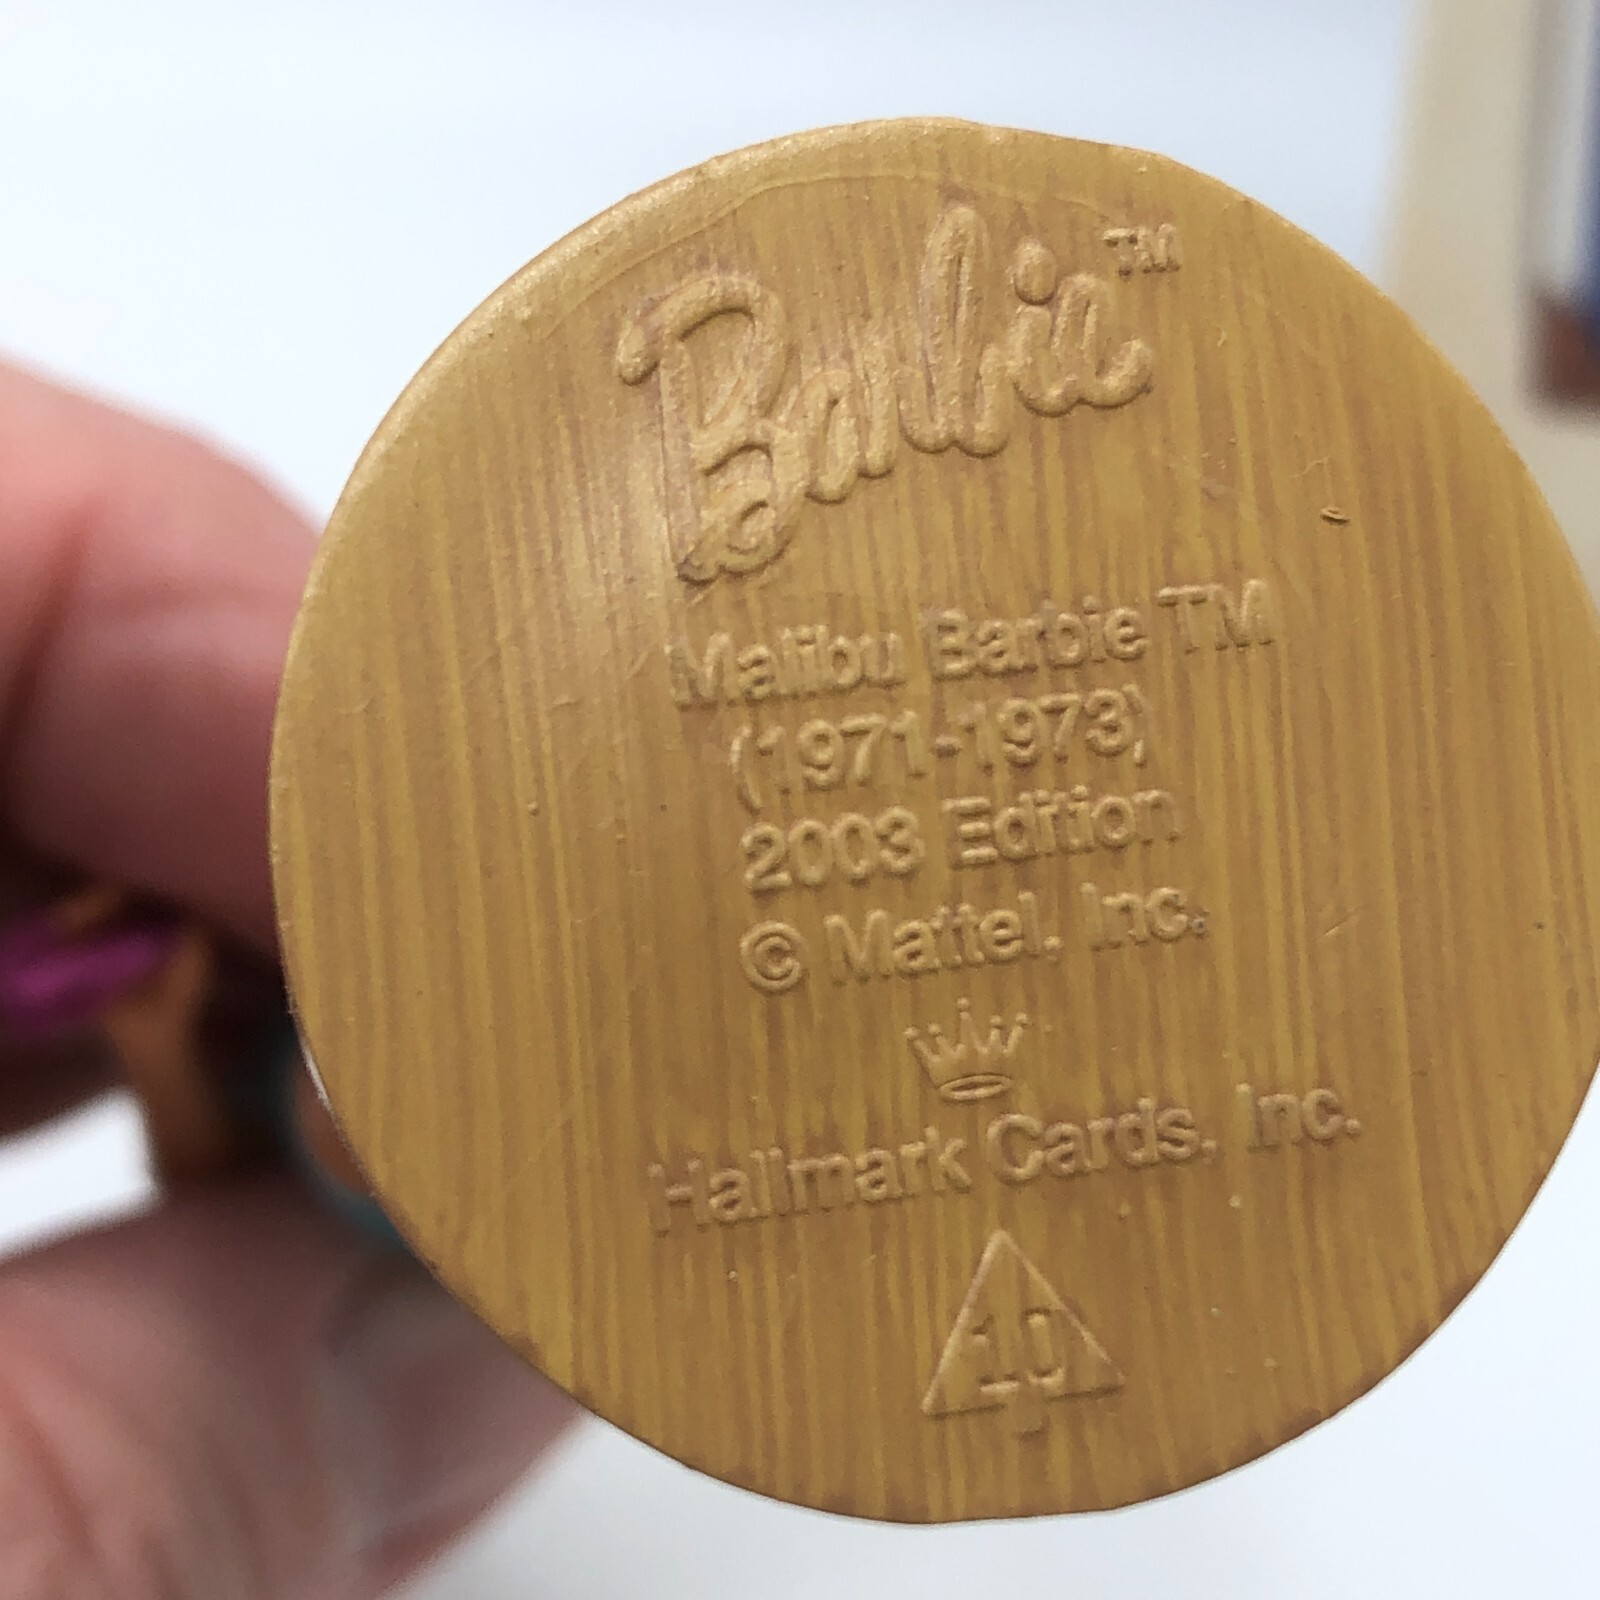 Barbie™
Malibu Barbie TM
(1971-1973)
2003 Edition
© Mattel, Inc.
Hallmark Cards, Inc.
10